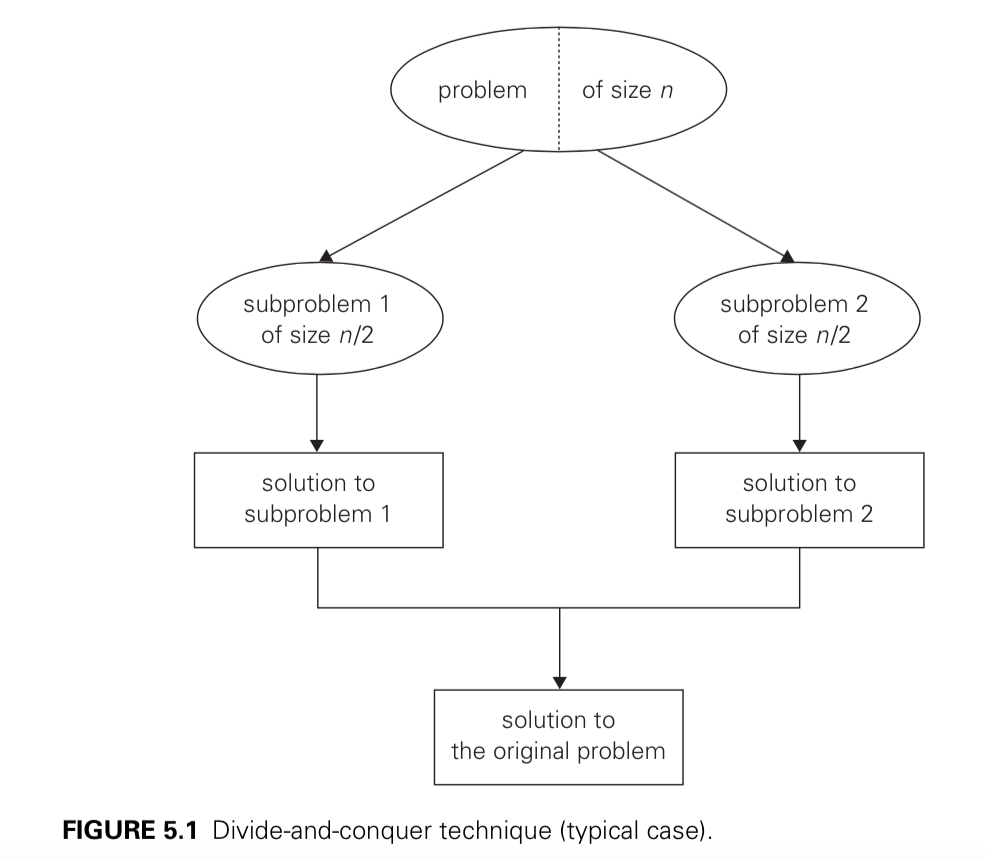 problem of size n
subproblem 1
of size n/2
subproblem 2
of size n/2
solution to
subproblem 1
solution to
subproblem 2
solution to
the original problem
FIGURE 5.1 Divide-and-conquer technique (typical case).